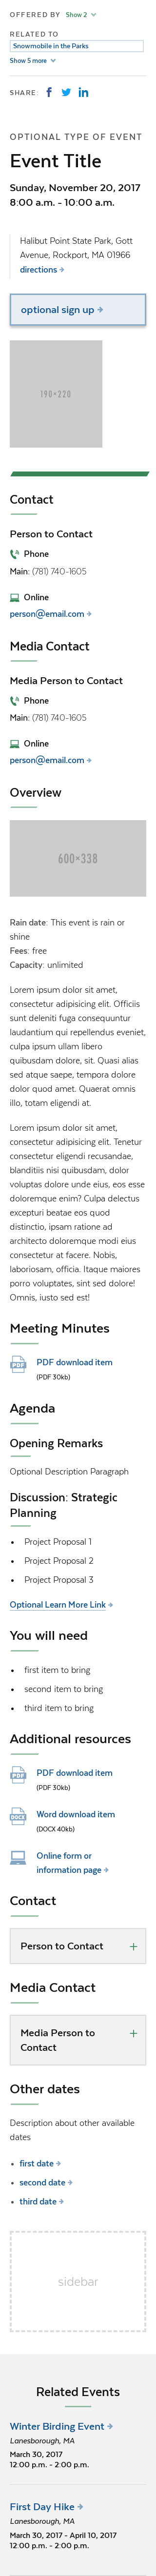 OFFERED BY Show 2
RELATED TO
Snowmobile in the Parks
Show 5 more
SHARE:
OPTIONAL TYPE OF EVENT
Event Title
Sunday, November 20, 2017
8:00 a.m. - 10:00 a.m.
Halibut Point State Park, Gott
Avenue, Rockport, MA 01966
directions
optional sign up
190×220
Contact
Person to Contact
Phone
Main: (781) 740-1605
Online
person@email.com
Media Contact
Media Person to Contact
Phone
Main: (781) 740-1605
Online
person@email.com
Overview
600×338
Rain date: This event is rain or
shine
Fees: free
Capacity: unlimited
Lorem ipsum dolor sit amet,
consectetur adipisicing elit. Officiis
sunt deleniti fuga consequuntur
laudantium um repellendus eveniet,
culpa ipsum ullam libero
quibusdam dolore, sit. Quasi alias
sed atque saepe, tempora dolore
dolor quod amet. Quaerat omnis
illo, totam eligendi at.
Lorem ipsum dolor sit amet,
consectetur adipisicing elit. Tenetur
consectetur eligendi recusandae,
blanditiis nisi quibusdam, dolor
voluptas dolore unde eius, eos esse
doloremque enim? Culpa delectus
excepturi beatae eos quod
distinctio, ipsam ratione ad
architecto doloremque modi eius
consectetur at facere. Nobis,
laboriosam, officia. Itaque maiores
porro voluptates, sint sed dolore!
Omnis, iusto sed est!
Meeting Minutes
PDF
PDF download item
(PDF 30kb)
Agenda
Opening Remarks
Optional Description Paragraph
Discussion: Strategic
Planning
• Project Proposal 1
• Project Proposal 2
• Project Proposal 3
Optional Learn More Link
You will need
• first item to bring
• second item to bring
• third item to bring
Additional resources
PDF
PDF download item
(PDF 30kb)
DOCX
Word download item
(DOCX 40kb)
Online form or
information page
Contact
Person to Contact
Media Contact
Media Person to
Contact
Other dates
Description about other available
dates
• first date
• second date
• third date
sidebar
Related Events
Winter Birding Event
Lanesborough, MA
March 30, 2017
12:00 p.m. - 2:00 p.m.
First Day Hike
Lanesborough, MA
March 30, 2017 - April 10, 2017
12:00 p.m. - 2:00 p.m.